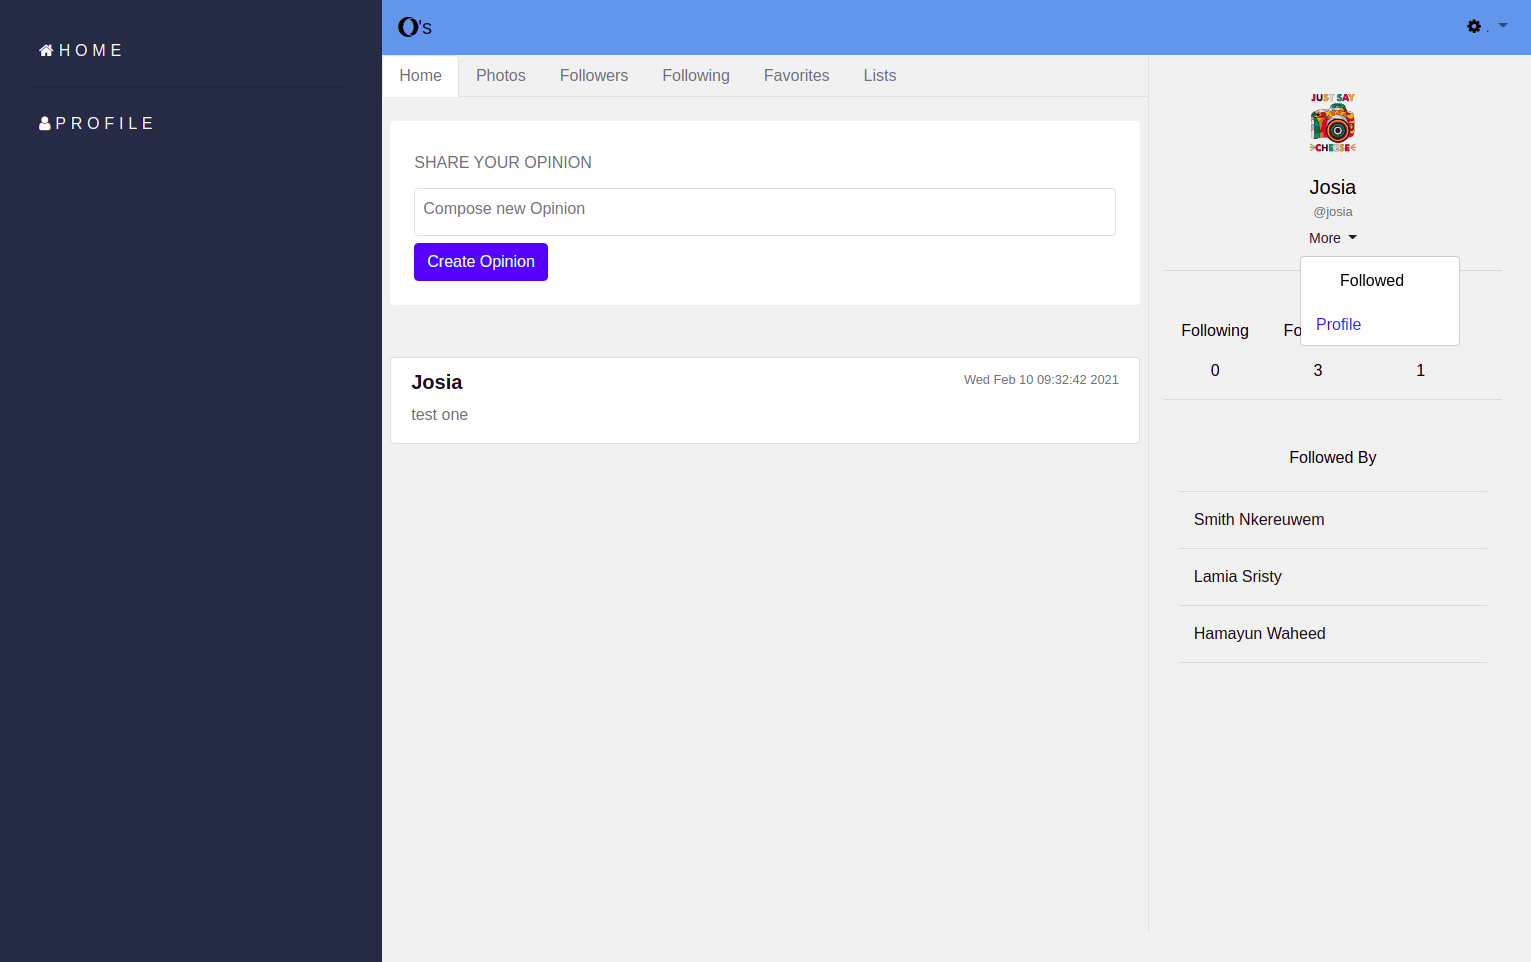 HOME
PROFILE
O's
.
Home Photos Followers Following Favorites Lists
SHARE YOUR OPINION
Compose new Opinion
Create Opinion
Josia Wed Feb 10 09:32:42 2021
test one
JUST SAY
CHEESE
Josia
@josia
More
Followed
Profile
Following Fo
0 3 1
Followed By
Smith Nkereuwem
Lamia Sristy
Hamayun Waheed